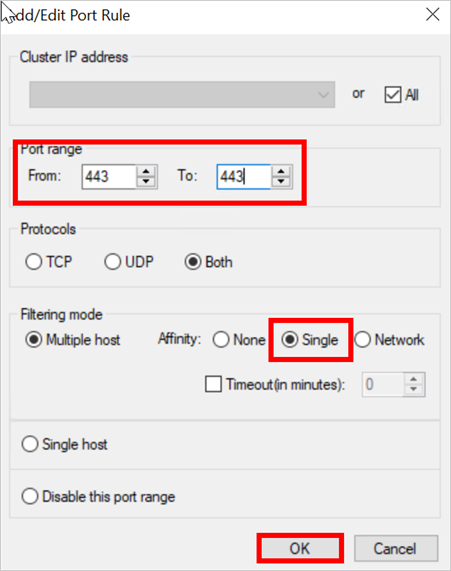 dd/Edit Port Rule
Cluster IP address
or All
Port range
From: 443 To: 443
Protocols
TCP UDP Both
Filtering mode
Multiple host Affinity: None Single Network
Timeout(in minutes): 0
Single host
Disable this port range
OK Cancel